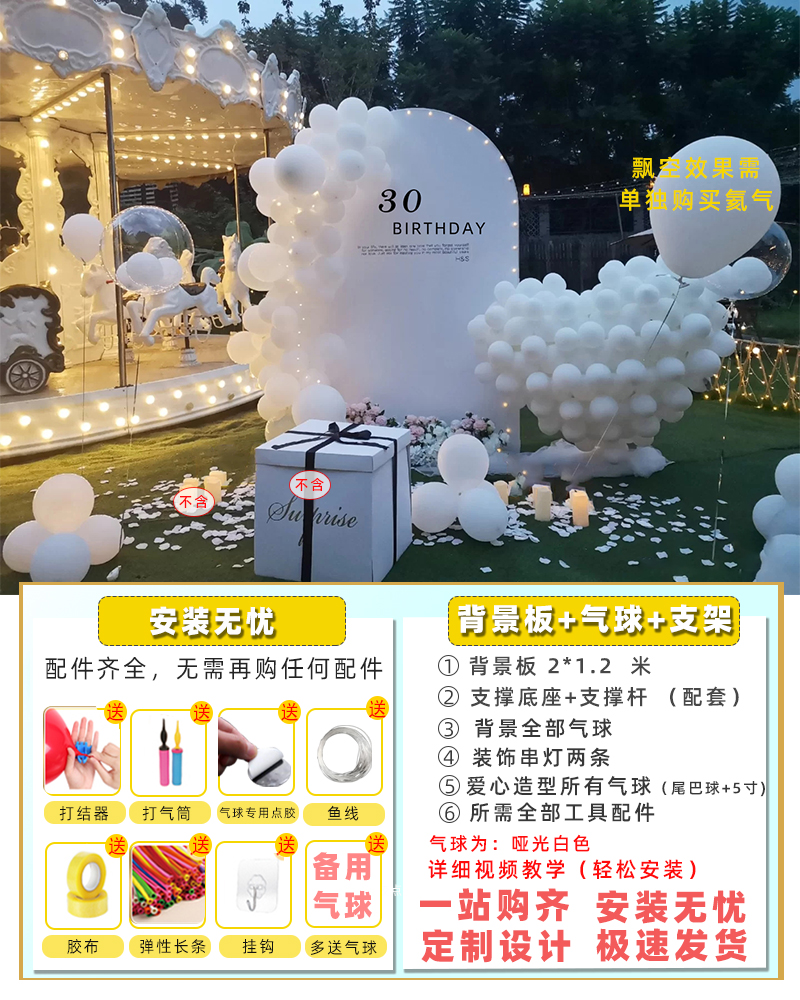 飘空效果需
单独购买氦气
30
BIRTHDAY
H&S
不含
不含
Surprise
安装无忧
配件齐全，无需再购任何配件
送
送
送
送
打结器
打气筒
气球专用点胶
鱼线
送
送
送
送
备用
气球
胶布
弹性长条
挂钩
多送气球
背景板+气球+支架
① 背景板 2*1.2 米
② 支撑底座+支撑杆 （配套）
③ 背景全部气球
④ 装饰串灯两条
⑤ 爱心造型所有气球（尾巴球+5寸）
⑥ 所需全部工具配件
气球为：哑光白色
详细视频教学（轻松安装）
一站购齐 安装无忧
定制设计 极速发货